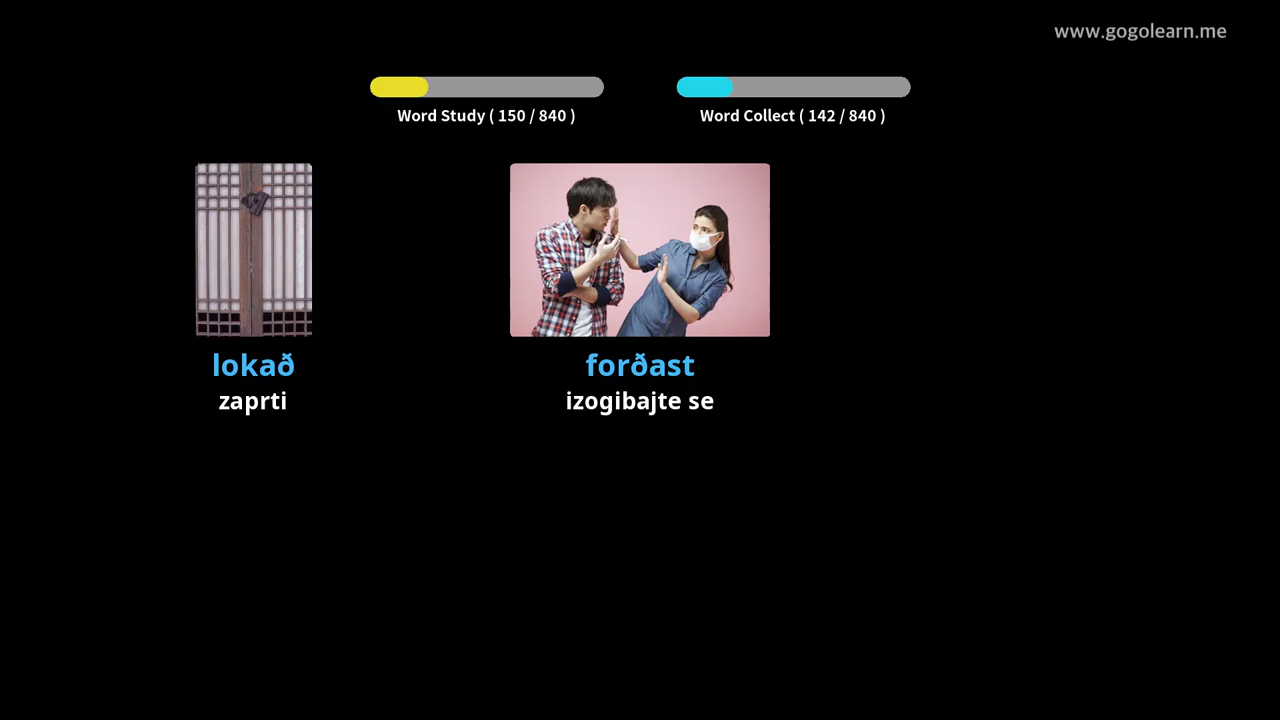 www.gogolearn.me
Word Study ( 150 / 840 )
Word Collect ( 142 / 840 )
lokað
zaprti
forðast
izogibajte se